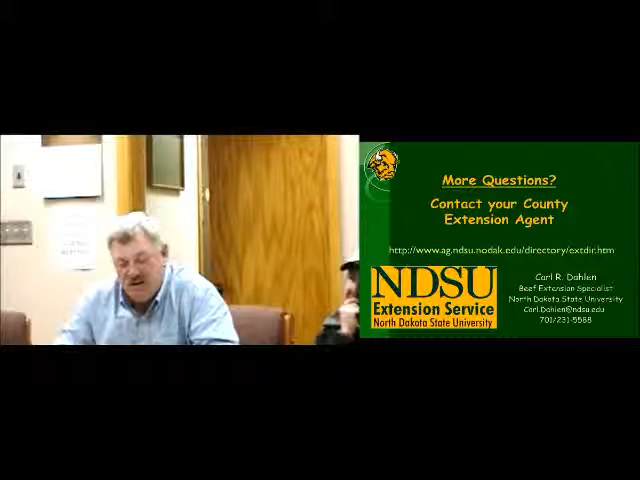 More Questions?
Contact your County
Extension Agent
http://www.ag.ndsu.nodak.edu/directory/extdir.htm
NDSU
Extension Service
North Dakota State University
Carl R. Dahlen
Beef Extension Specialist
North Dakota State University
Carl.Dahlen@ndsu.edu
701/231-5588